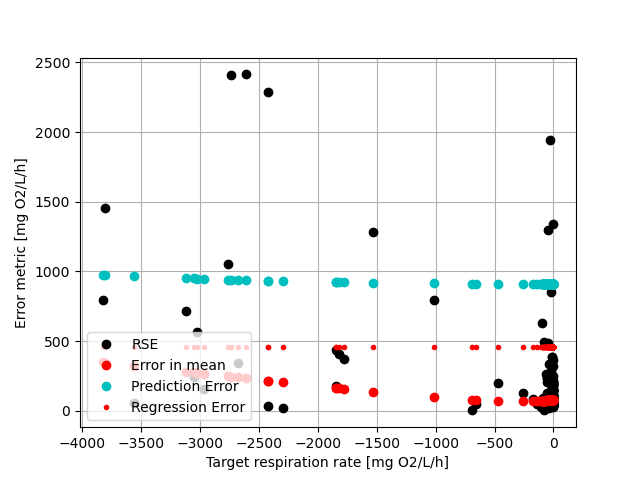 2500
2000
1500
1000
500
0
Error metric [mg O2/L/h]
RSE
Error in mean
Prediction Error
Regression Error
−4000 −3500 −3000 −2500 −2000 −1500 −1000 −500 0
Target respiration rate [mg O2/L/h]